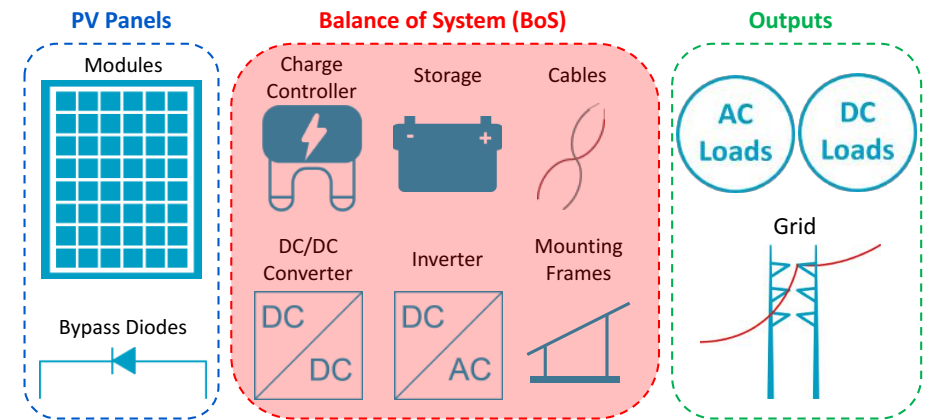 PV Panels
Balance of System (BoS)
Outputs
Modules
Bypass Diodes
Charge
Controller
Storage
-
+
Cables
DC/DC
Converter
DC
DC
Inverter
DC
AC
Mounting
Frames
AC
Loads
DC
Loads
Grid